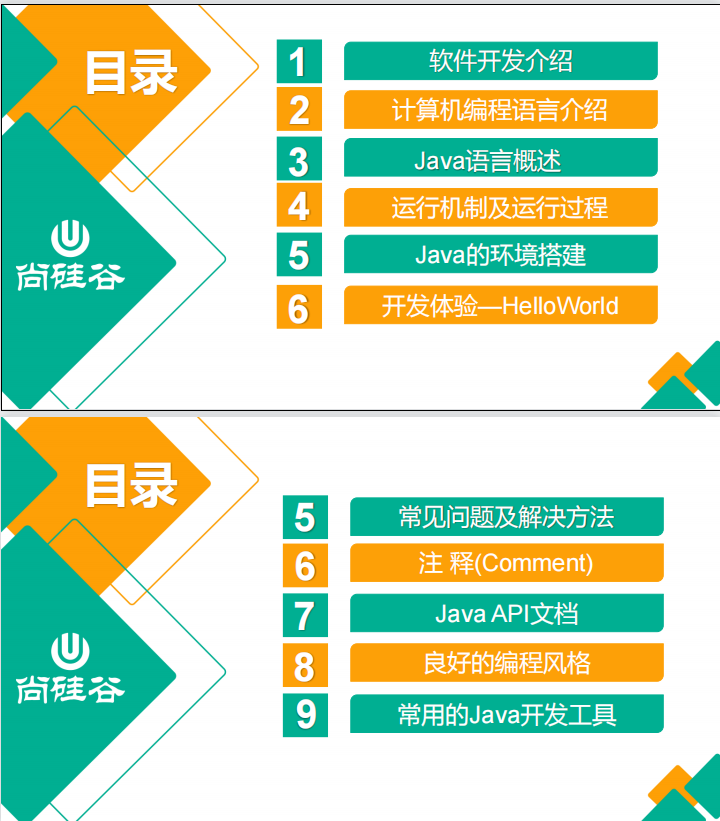 目录
尚硅谷
1 软件开发介绍
2 计算机编程语言介绍
3 Java语言概述
4 运行机制及运行过程
5 Java的环境搭建
6 开发体验—HelloWorld
目录
尚硅谷
5 常见问题及解决方法
6 注 释(Comment)
7 Java API文档
8 良好的编程风格
9 常用的Java开发工具